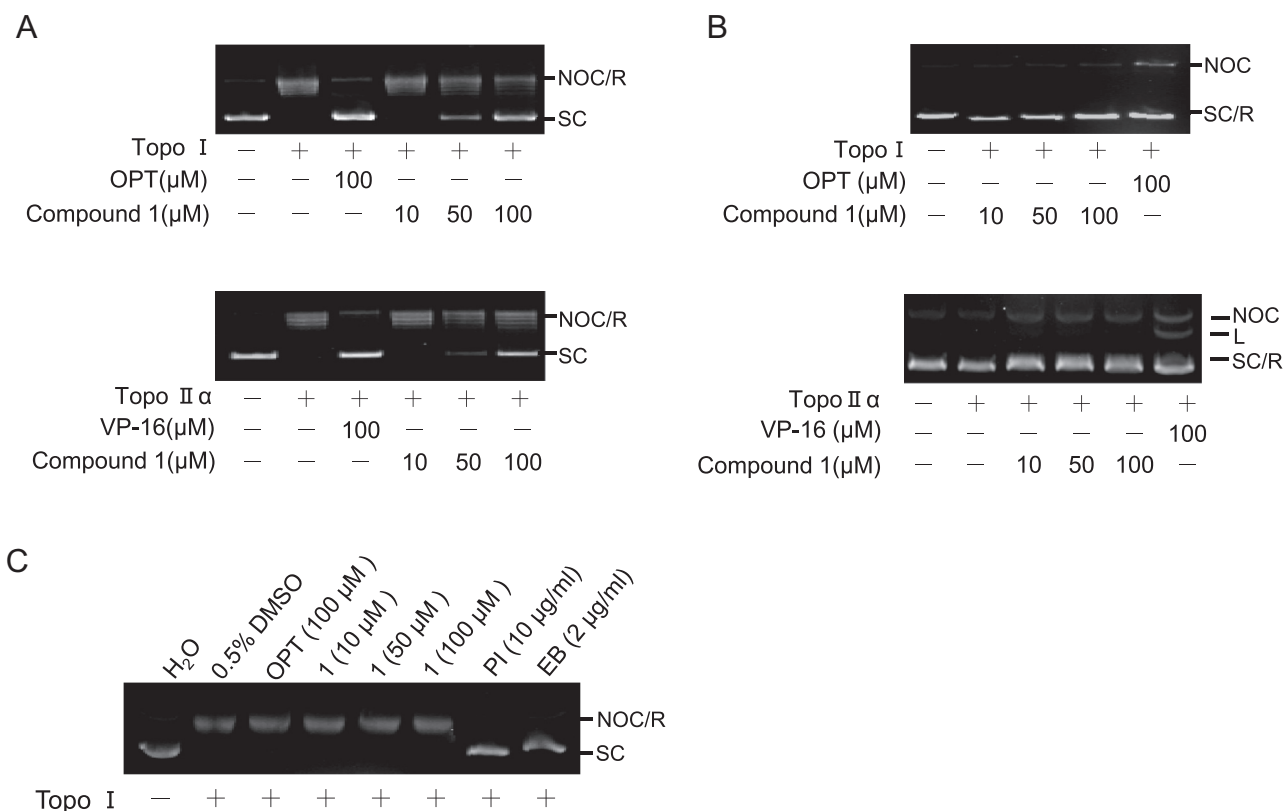 A
NOC/R
SC
Topo Ⅰ — + + + + +
OPT(μM) — — 100 — — —
Compound 1(μM) — — — 10 50 100
NOC/R
SC
Topo Ⅱ α — + + + + +
VP-16(μM) — — 100 — — —
Compound 1(μM) — — — 10 50 100
B
NOC
SC/R
Topo Ⅰ — + + + +
OPT (μM) — — — — 100
Compound 1(μM) — 10 50 100 —
NOC
L
SC/R
Topo Ⅱ α — + + + + +
VP-16 (μM) — — — — — 100
Compound 1(μM) — — 10 50 100 —
C
H₂O
0.5% DMSO
OPT (100 μM )
1 (10 μM )
1 (50 μM )
1 (100 μM )
PI (10 μg/ml)
EB (2 μg/ml)
NOC/R
SC
Topo Ⅰ — + + + + + + +